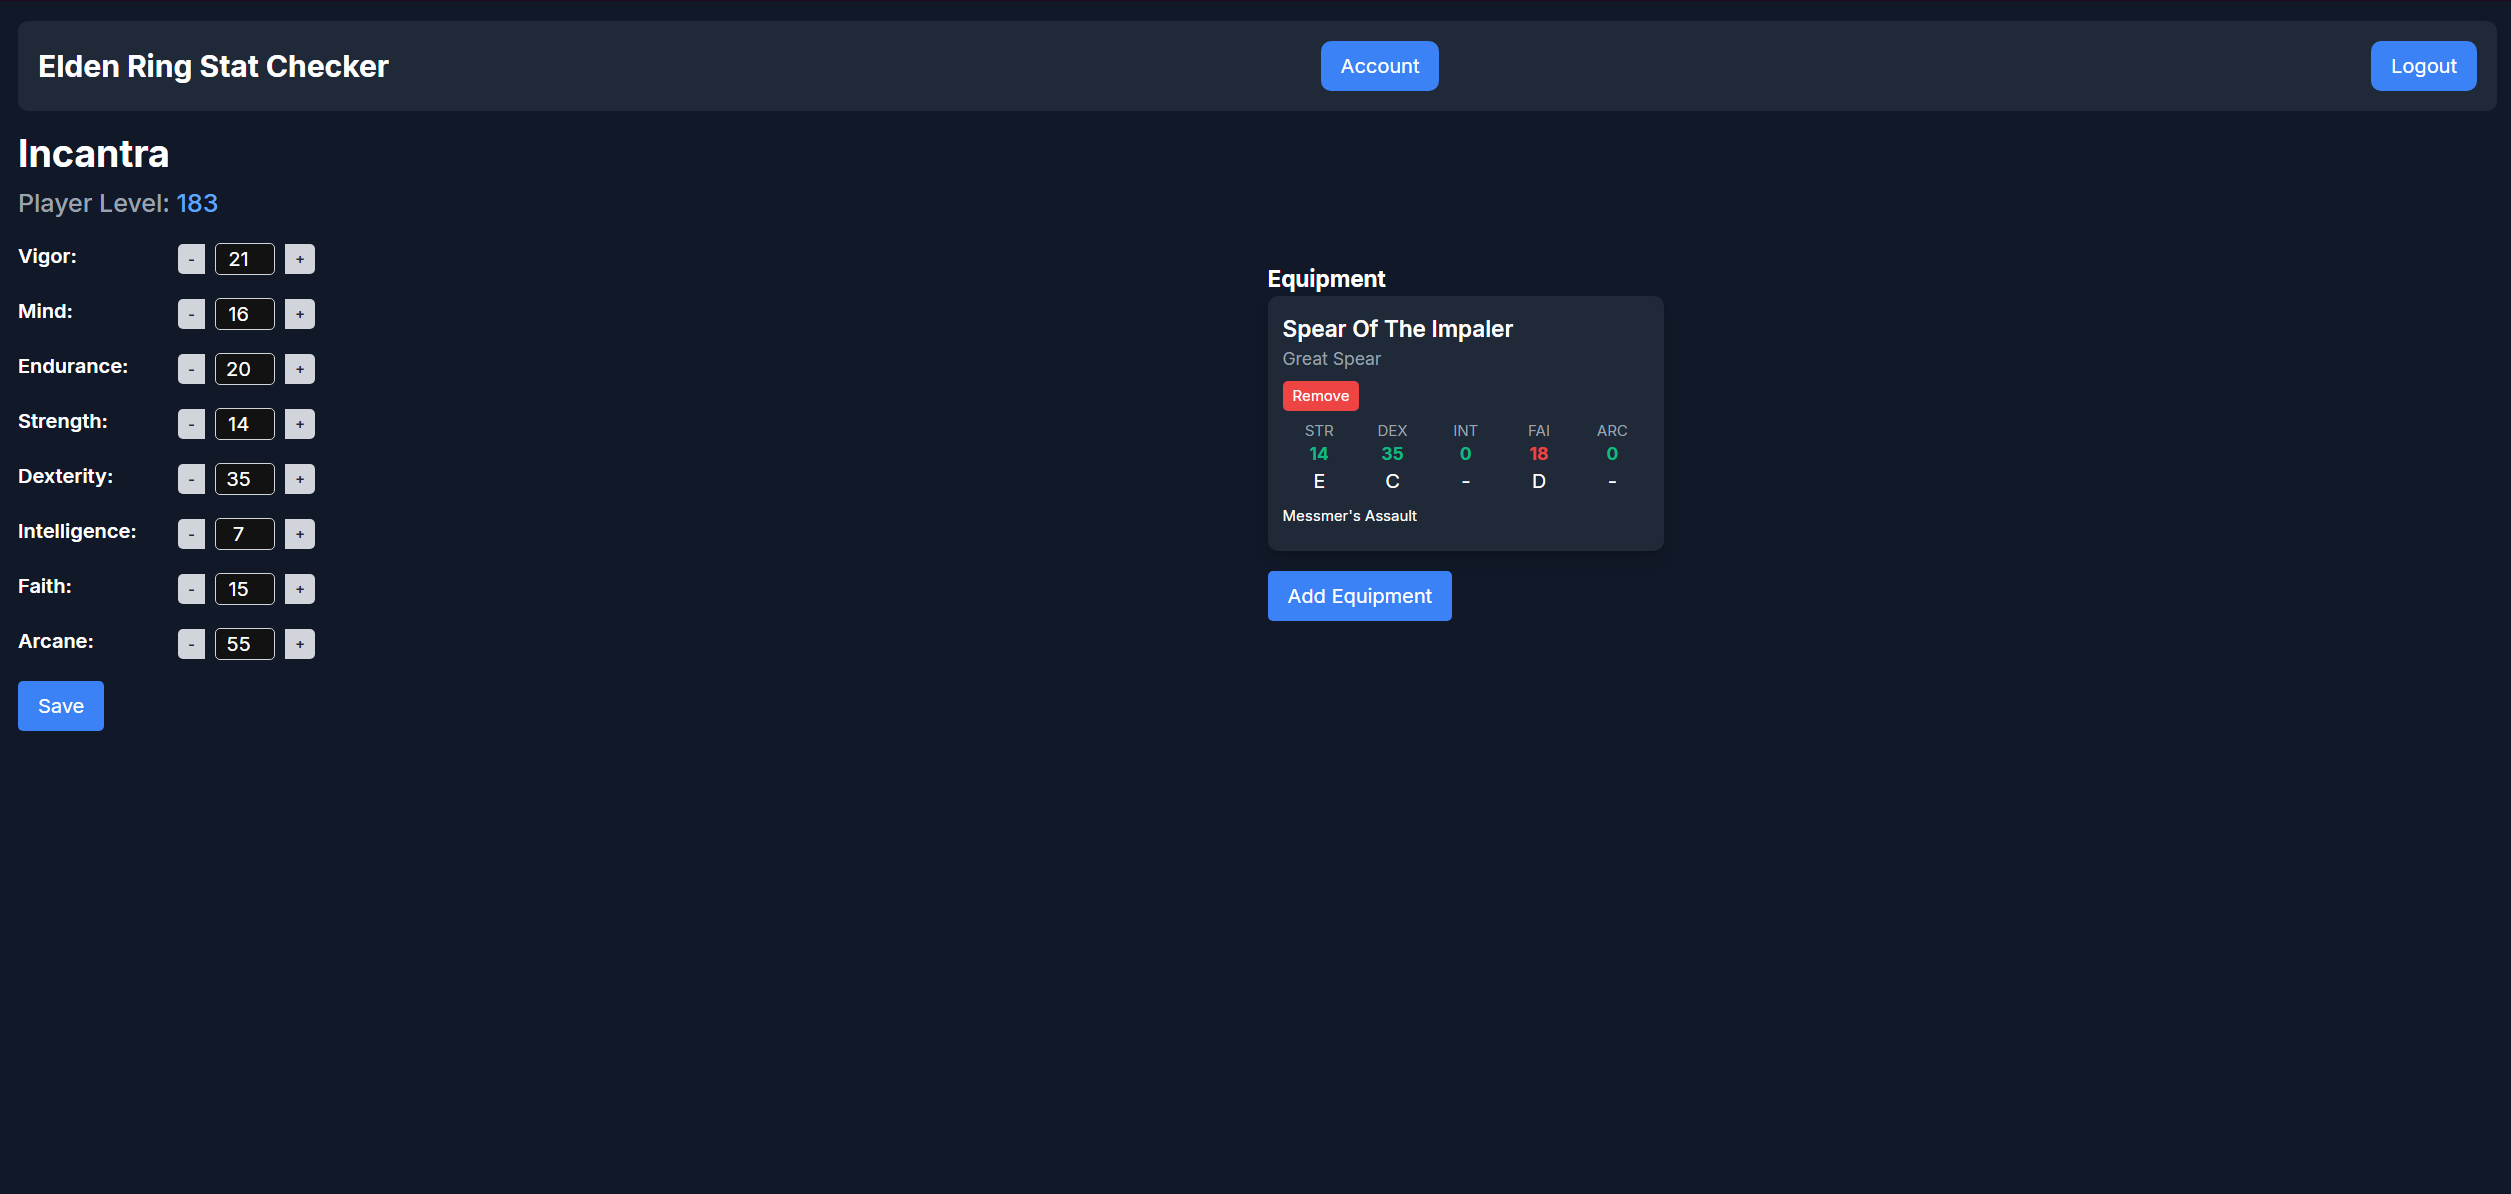 Elden Ring Stat Checker
Account
Logout
Incantra
Player Level: 183
Vigor: - 21 +
Mind: - 16 +
Endurance: - 20 +
Strength: - 14 +
Dexterity: - 35 +
Intelligence: - 7 +
Faith: - 15 +
Arcane: - 55 +
Save
Equipment
Spear Of The Impaler
Great Spear
Remove
STR DEX INT FAI ARC
14 35 0 18 0
E C - D -
Messmer's Assault
Add Equipment